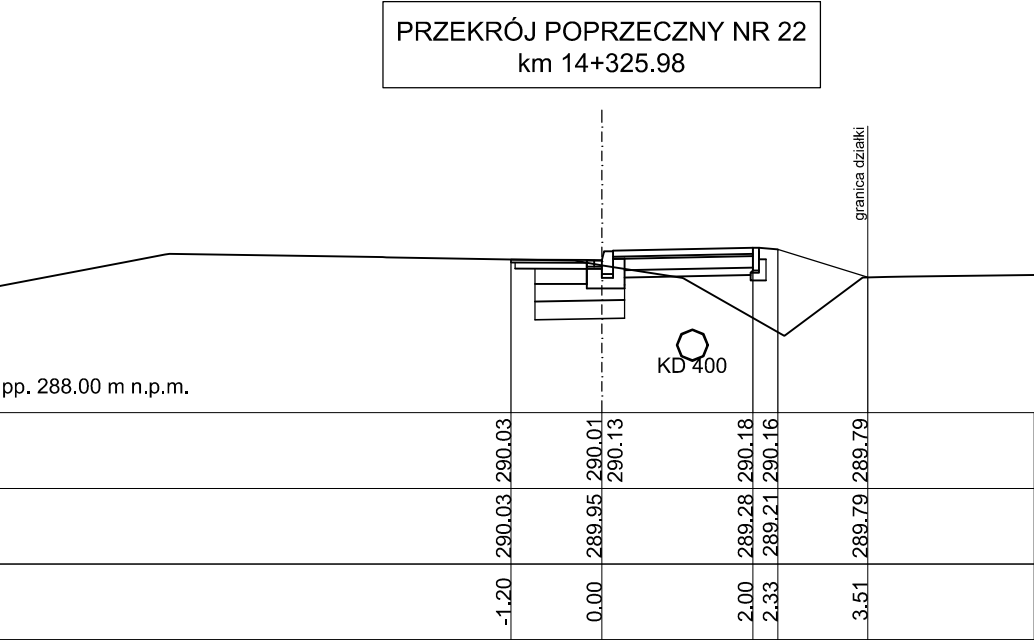 PRZEKRÓJ POPRZECZNY NR 22
km 14+325.98
granica działki
KD 400
pp. 288.00 m n.p.m.
290.03 290.01 290.13 290.18 290.16 289.79
290.03 289.95 289.28 289.21 289.79
-1.20 0.00 2.00 2.33 3.51